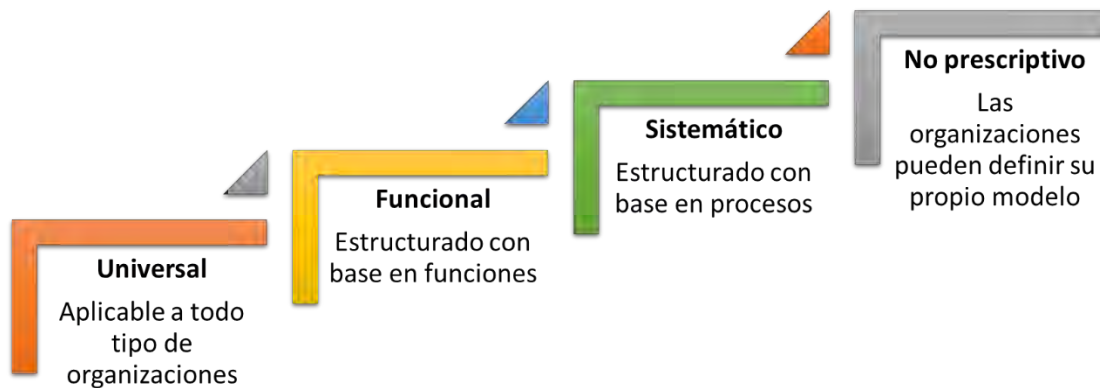 Universal
Aplicable a todo
tipo de
organizaciones
Funcional
Estructurado con
base en funciones
Sistemático
Estructurado con
base en procesos
No prescriptivo
Las
organizaciones
pueden definir su
propio modelo